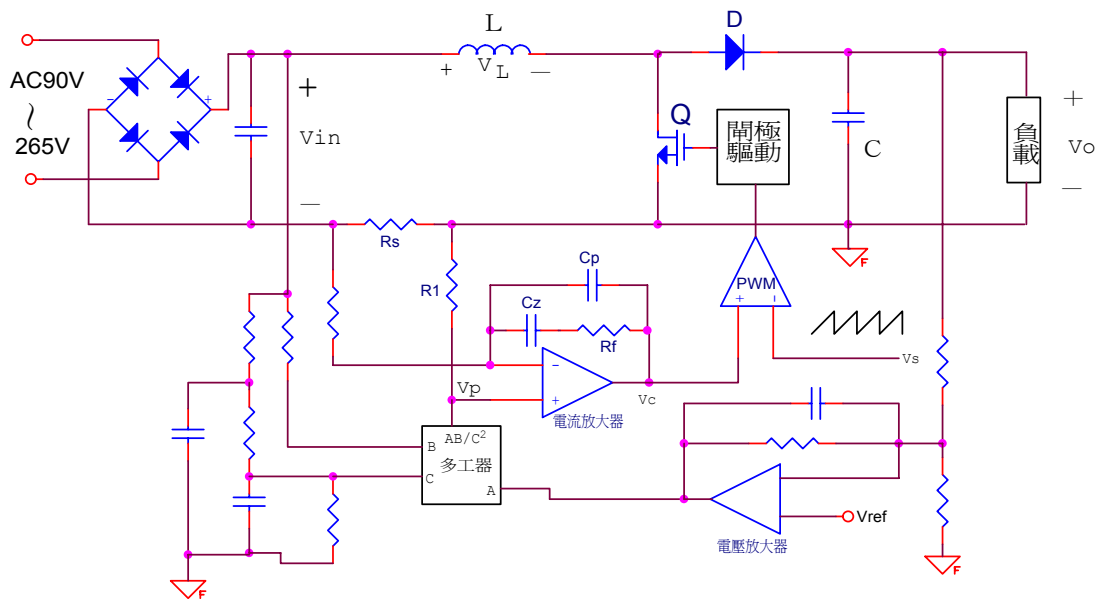 L
D
+ V L —
AC90V
～
265V
- +
+
Vin
—
Q
閘極
驅動
C
負載
+
Vo
—
Rs
F
R1
Cp
Cz
Rf
PWM
+ -
Vs
Vp
-
+
Vc
電流放大器
AB/C²
B
多工器
C
A
Vref
電壓放大器
F
F